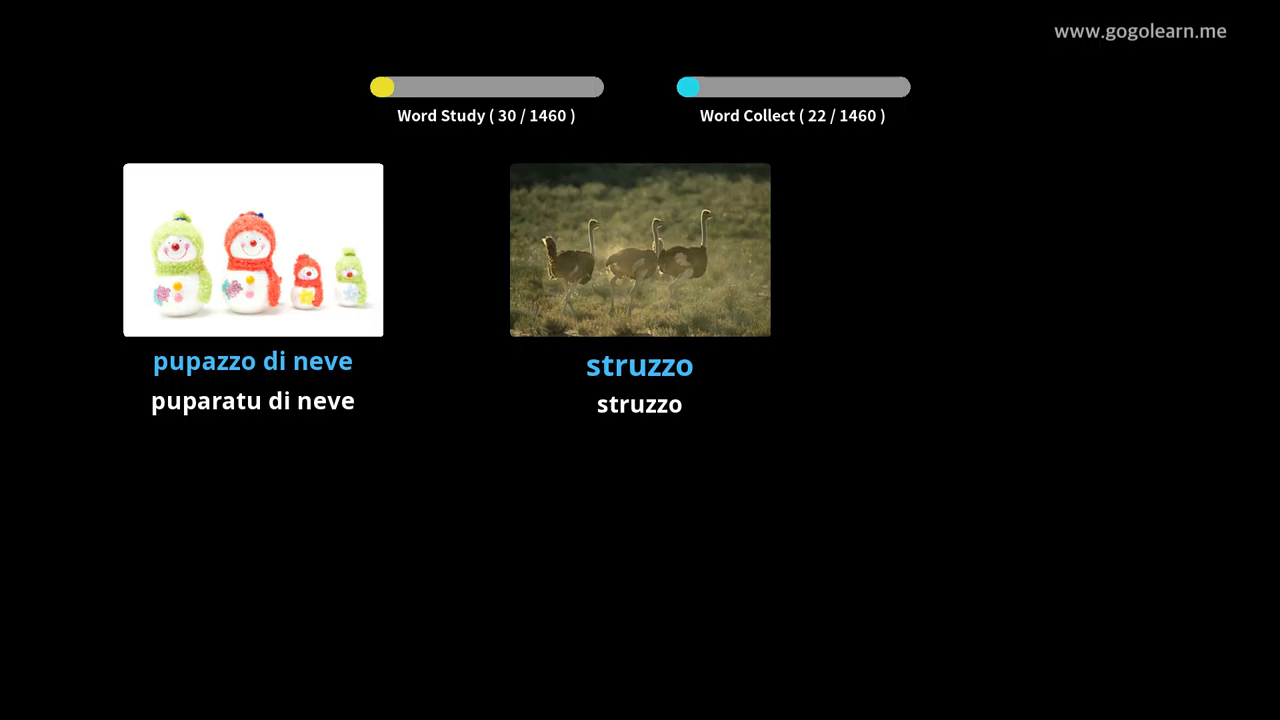 www.gogolearn.me
Word Study ( 30 / 1460 )
Word Collect ( 22 / 1460 )
pupazzo di neve
puparatu di neve
struzzo
struzzo